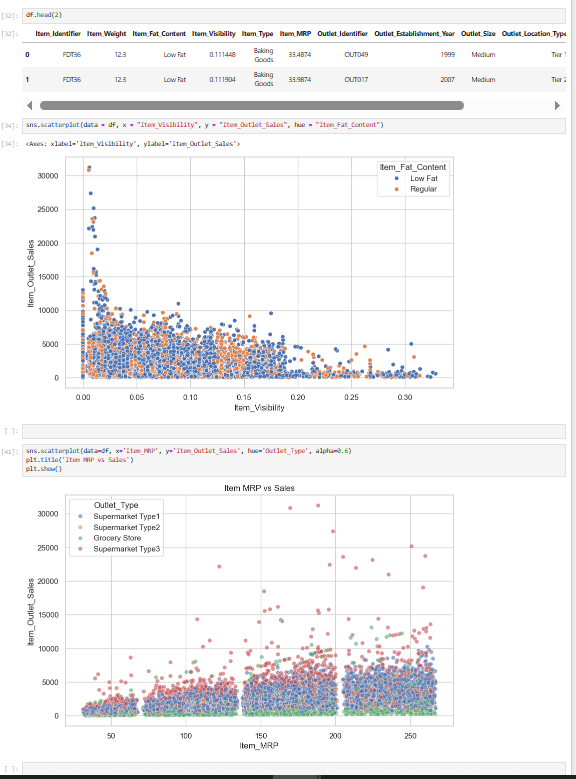 [32]: df.head(2)
[32]: Item_Identifier Item_Weight Item_Fat_Content Item_Visibility Item_Type Item_MRP Outlet_Identifier Outlet_Establishment_Year Outlet_Size Outlet_Location_Type
0 FDT36 12.3 Low Fat 0.111448 Baking Goods 33.4874 OUT049 1999 Medium Tier 1
1 FDT36 12.3 Low Fat 0.111904 Baking Goods 33.9874 OUT017 2007 Medium Tier 2
[34]: sns.scatterplot(data = df, x = "Item_Visibility", y = "Item_Outlet_Sales", hue = "Item_Fat_Content")
[34]: <Axes: xlabel='Item_Visibility', ylabel='Item_Outlet_Sales'>
Item_Fat_Content
Low Fat
Regular
30000
25000
20000
15000
10000
5000
0
Item_Outlet_Sales
0.00 0.05 0.10 0.15 0.20 0.25 0.30
Item_Visibility
[ ]:
[41]: sns.scatterplot(data=df, x='Item_MRP', y='Item_Outlet_Sales', hue='Outlet_Type', alpha=0.6)
plt.title('Item MRP vs Sales')
plt.show()
Item MRP vs Sales
Outlet_Type
Supermarket Type1
Supermarket Type2
Grocery Store
Supermarket Type3
30000
25000
20000
15000
10000
5000
0
Item_Outlet_Sales
50 100 150 200 250
Item_MRP
[ ]: